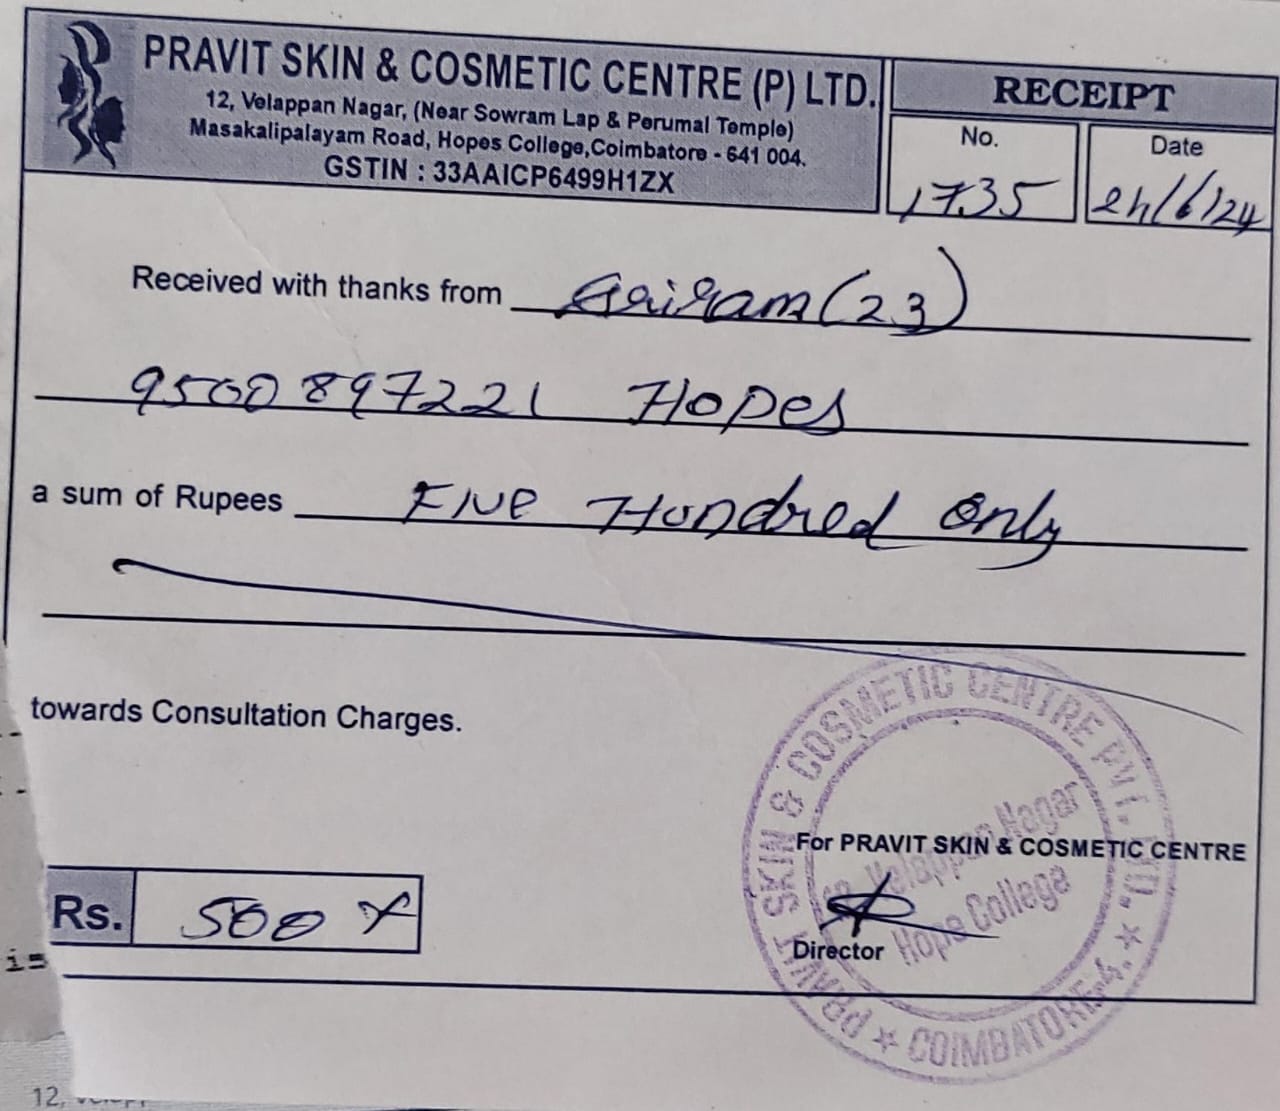 PRAVIT SKIN & COSMETIC CENTRE (P) LTD.
12, Velappan Nagar, (Near Sowram Lap & Perumal Temple)
Masakalipalayam Road, Hopes College,Coimbatore - 641 004.
GSTIN : 33AAICP6499H1ZX
RECEIPT
No.
1735
Date
24/6/24
Received with thanks from (23)
9500897221 Hopes
a sum of Rupees Five Hundred Only
towards Consultation Charges.
PRAVIT SKIN & COSMETIC CENTRE PVT. LTD. ★ COIMBATORE-4. ★
Velappan Nagar
Hope College
For PRAVIT SKIN & COSMETIC CENTRE
Director
Rs. 500
is
12,